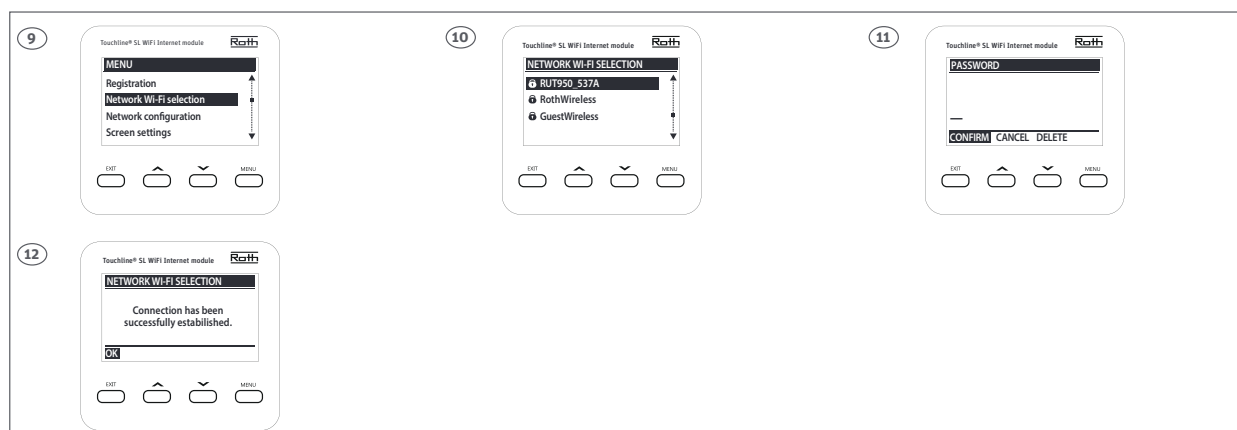 9
Touchline® SL WiFi Internet module Roth
MENU
Registration
Network Wi-Fi selection
Network configuration
Screen settings
EXIT MENU
10
Touchline® SL WiFi Internet module Roth
NETWORK WI-FI SELECTION
RUT950_537A
RothWireless
GuestWireless
EXIT MENU
11
Touchline® SL WiFi Internet module Roth
PASSWORD
_
CONFIRM CANCEL DELETE
EXIT MENU
12
Touchline® SL WiFi Internet module Roth
NETWORK WI-FI SELECTION
Connection has been
successfully estabilished.
OK
EXIT MENU